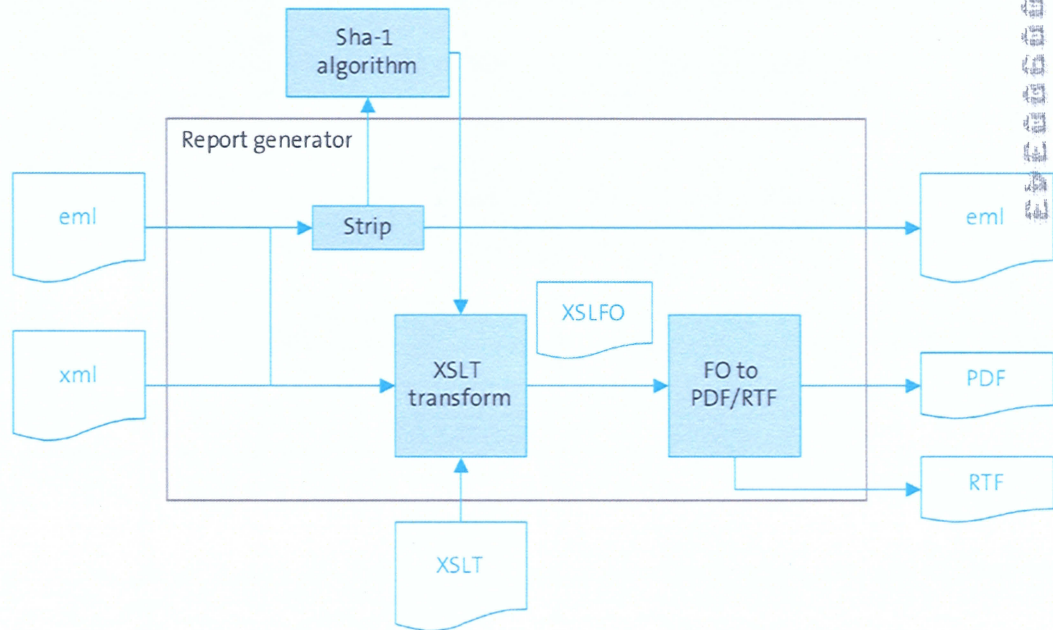 Sha-1
algorithm
Report generator
eml
Strip
eml
XSLFO
xml
XSLT
transform
FO to
PDF/RTF
PDF
RTF
XSLT